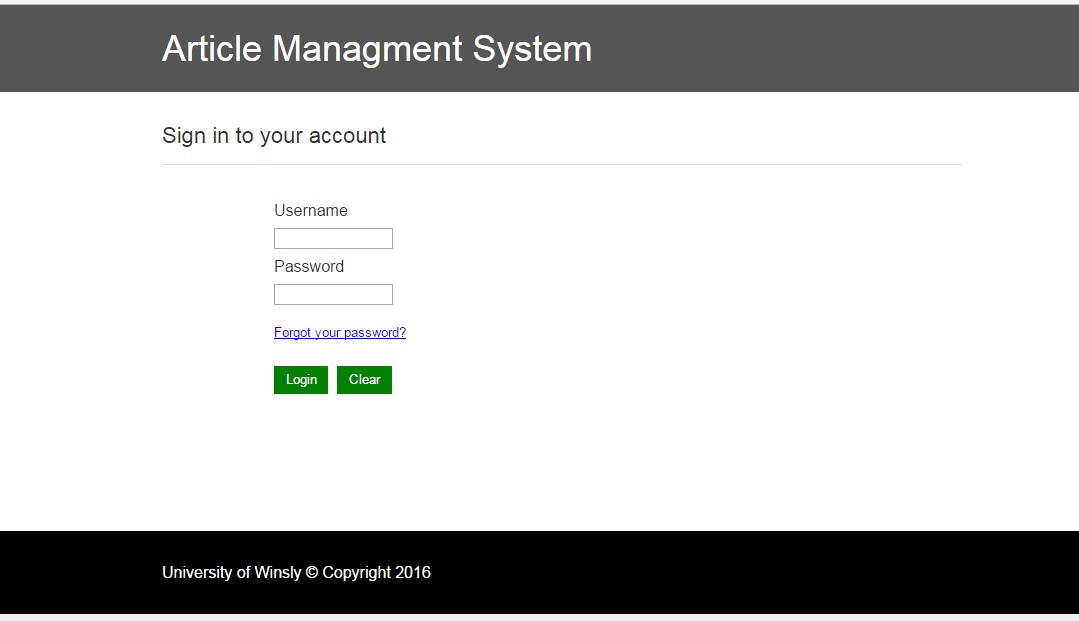 Article Managment System
Sign in to your account
Username
Password
Forgot your password?
Login Clear
University of Winsly © Copyright 2016